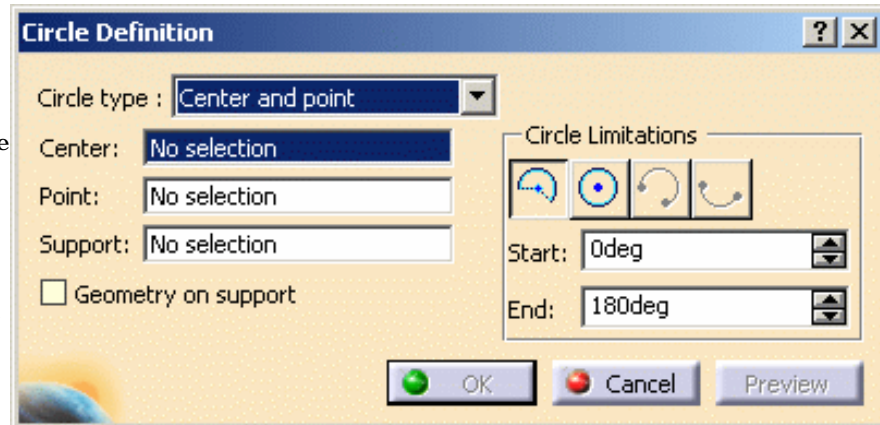 Circle Definition
Circle type : Center and point
e
Center: No selection
Point: No selection
Support: No selection
Geometry on support
Circle Limitations
Start: 0deg
End: 180deg
OK
Cancel
Preview